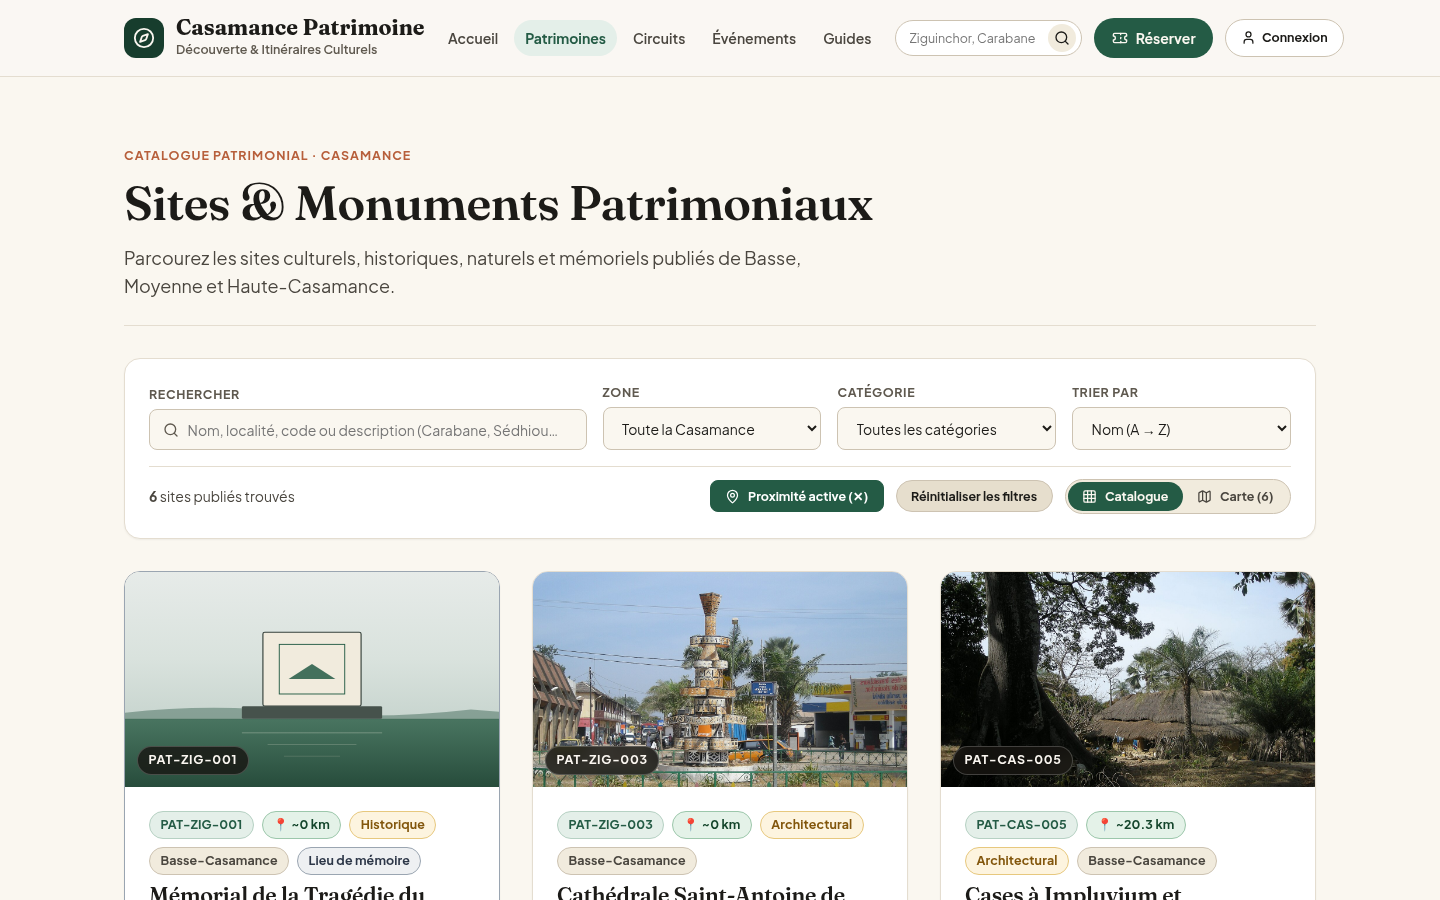 Casamance Patrimoine
Découverte & Itinéraires Culturels
Accueil
Patrimoines
Circuits
Événements
Guides
Ziguinchor, Carabane
Réserver
Connexion
CATALOGUE PATRIMONIAL · CASAMANCE
Sites & Monuments Patrimoniaux
Parcourez les sites culturels, historiques, naturels et mémoriels publiés de Basse,
Moyenne et Haute-Casamance.
RECHERCHER
Nom, localité, code ou description (Carabane, Sédhiou...
ZONE
Toute la Casamance
CATÉGORIE
Toutes les catégories
TRIER PAR
Nom (A → Z)
6 sites publiés trouvés
Proximité active (✕)
Réinitialiser les filtres
Catalogue
Carte (6)
PAT-ZIG-001
PAT-ZIG-001
📍 ~0 km
Historique
Basse-Casamance
Lieu de mémoire
Mémorial de la Tragédie du
PAT-ZIG-003
PAT-ZIG-003
📍 ~0 km
Architectural
Basse-Casamance
Cathédrale Saint-Antoine de
PAT-CAS-005
PAT-CAS-005
📍 ~20.3 km
Architectural
Basse-Casamance
Cases à Impluvium et